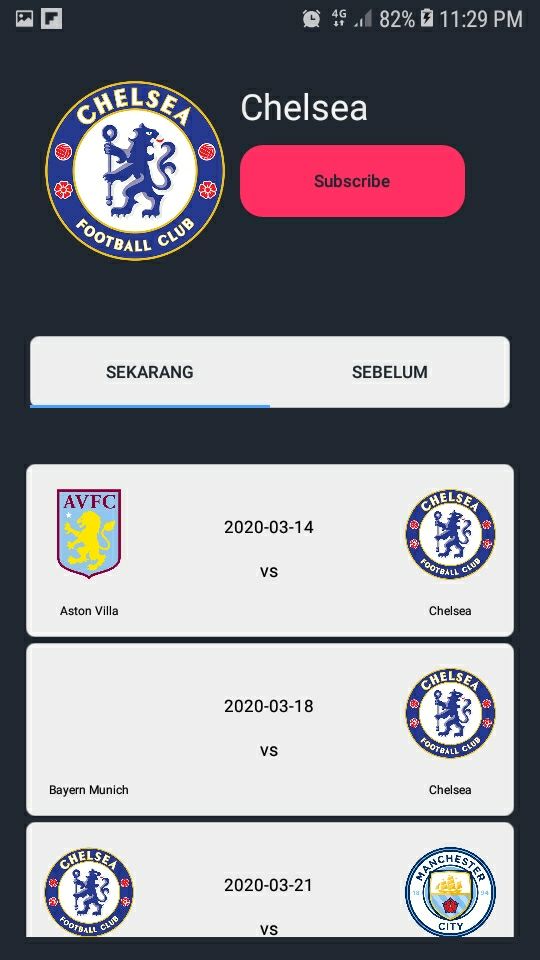 4G 82% 11:29 PM
CHELSEA
FOOTBALL CLUB
Chelsea
Subscribe
SEKARANG SEBELUM
AVFC
CHELSEA
FOOTBALL CLUB
2020-03-14
vs
Aston Villa
Chelsea
CHELSEA
FOOTBALL CLUB
2020-03-18
vs
Bayern Munich
Chelsea
CHELSEA
FOOTBALL CLUB
2020-03-21
vs
MANCHESTER
18 94
CITY